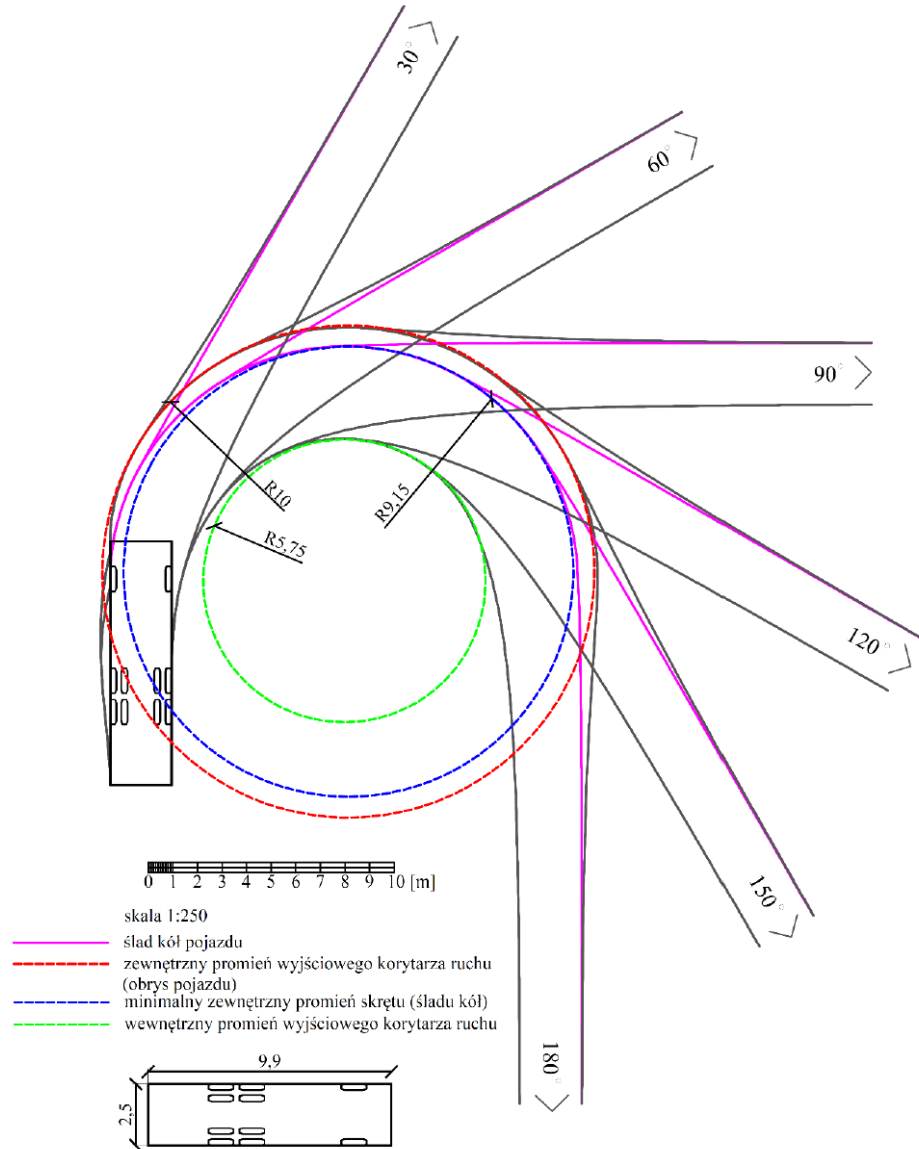 30°
60°
90°
R10
R9,15
R5,75
120°
150°
180°
0 1 2 3 4 5 6 7 8 9 10 [m]
skala 1:250
ślad kół pojazdu
zewnętrzny promień wyjściowego korytarza ruchu
(obrys pojazdu)
minimalny zewnętrzny promień skrętu (śladu kół)
wewnętrzny promień wyjściowego korytarza ruchu
9,9
2,5